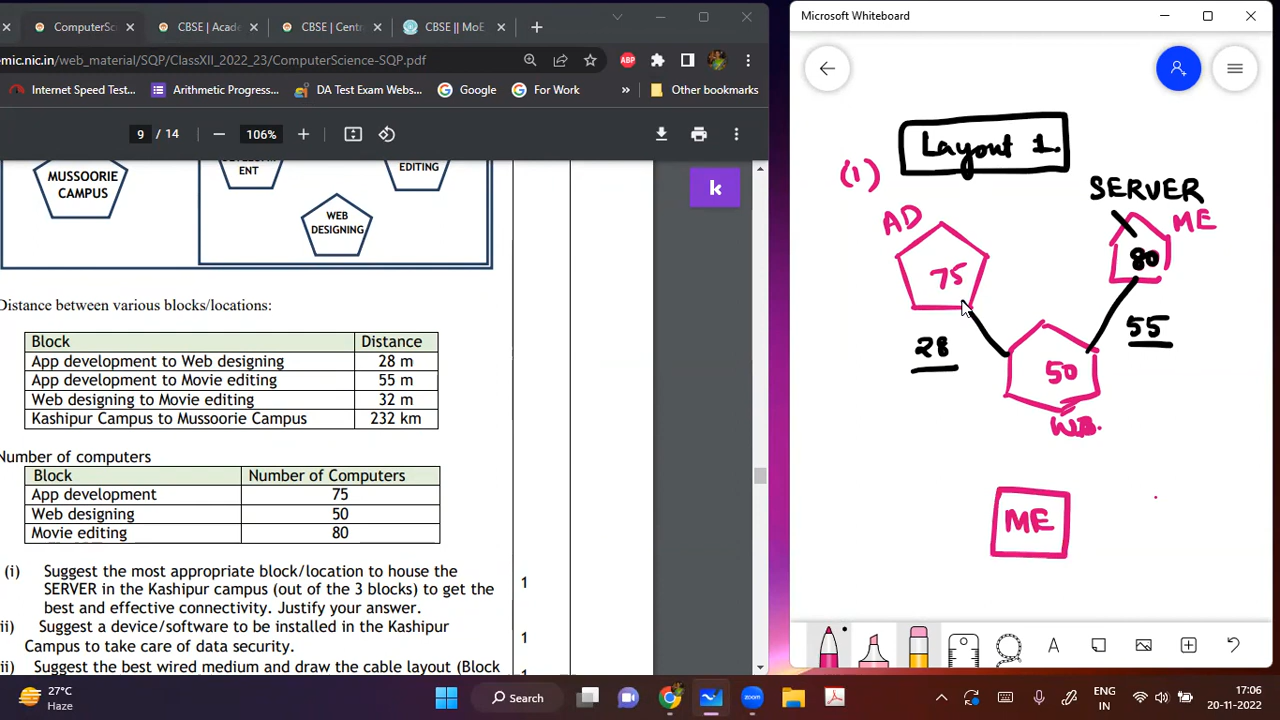 ComputerSci
CBSE | Acade
CBSE | Centr
CBSE || MoE
emic.nic.in/web_material/SQP/ClassXII_2022_23/ComputerScience-SQP.pdf
ABP
Internet Speed Test...
Arithmetic Progress...
DA Test Exam Webs...
Google
For Work
»
Other bookmarks
9 / 14
106%
MUSSOORIE
CAMPUS
ENT
EDITING
WEB
DESIGNING
k
Distance between various blocks/locations:
Block Distance
App development to Web designing 28 m
App development to Movie editing 55 m
Web designing to Movie editing 32 m
Kashipur Campus to Mussoorie Campus 232 km
Number of computers
Block Number of Computers
App development 75
Web designing 50
Movie editing 80
(i) Suggest the most appropriate block/location to house the
SERVER in the Kashipur campus (out of the 3 blocks) to get the
best and effective connectivity. Justify your answer.
1
ii) Suggest a device/software to be installed in the Kashipur
Campus to take care of data security.
1
ii) Suggest the best wired medium and draw the cable layout (Block
Microsoft Whiteboard
Layout 1.
(1)
SERVER
AD
ME
80
75
55
28
50
W.B.
ME
A
27°C
Haze
Search
ENG
IN
17:06
20-11-2022